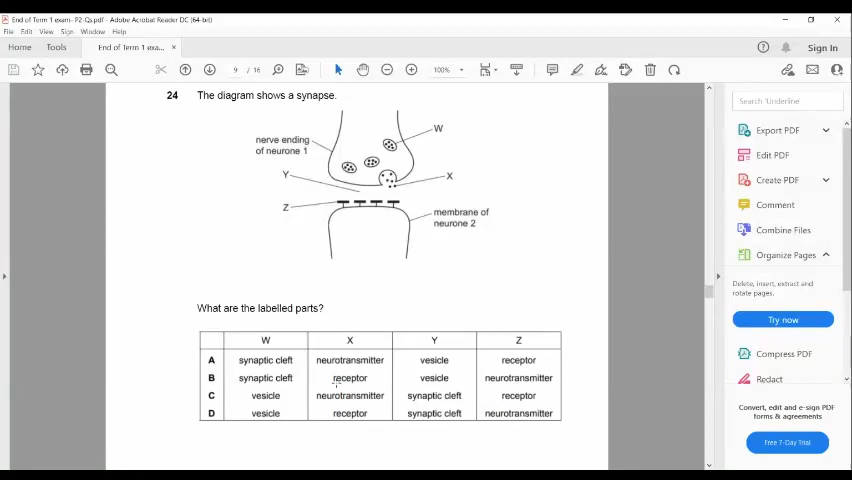 End of Term 1 exam- P2-Qs.pdf - Adobe Acrobat Reader DC (64-bit)
File Edit View Sign Window Help
Home Tools End of Term 1 exa... × Sign In
9 / 16 100%
24 The diagram shows a synapse.
W
nerve ending
of neurone 1
Y
X
Z
membrane of
neurone 2
What are the labelled parts?
W X Y Z
A synaptic cleft neurotransmitter vesicle receptor
B synaptic cleft receptor vesicle neurotransmitter
C vesicle neurotransmitter synaptic cleft receptor
D vesicle receptor synaptic cleft neurotransmitter
Search 'Underline'
Export PDF
Edit PDF
Create PDF
Comment
Combine Files
Organize Pages
Delete, insert, extract and
rotate pages.
Try now
Compress PDF
Redact
Convert, edit and e-sign PDF
forms & agreements
Free 7-Day Trial